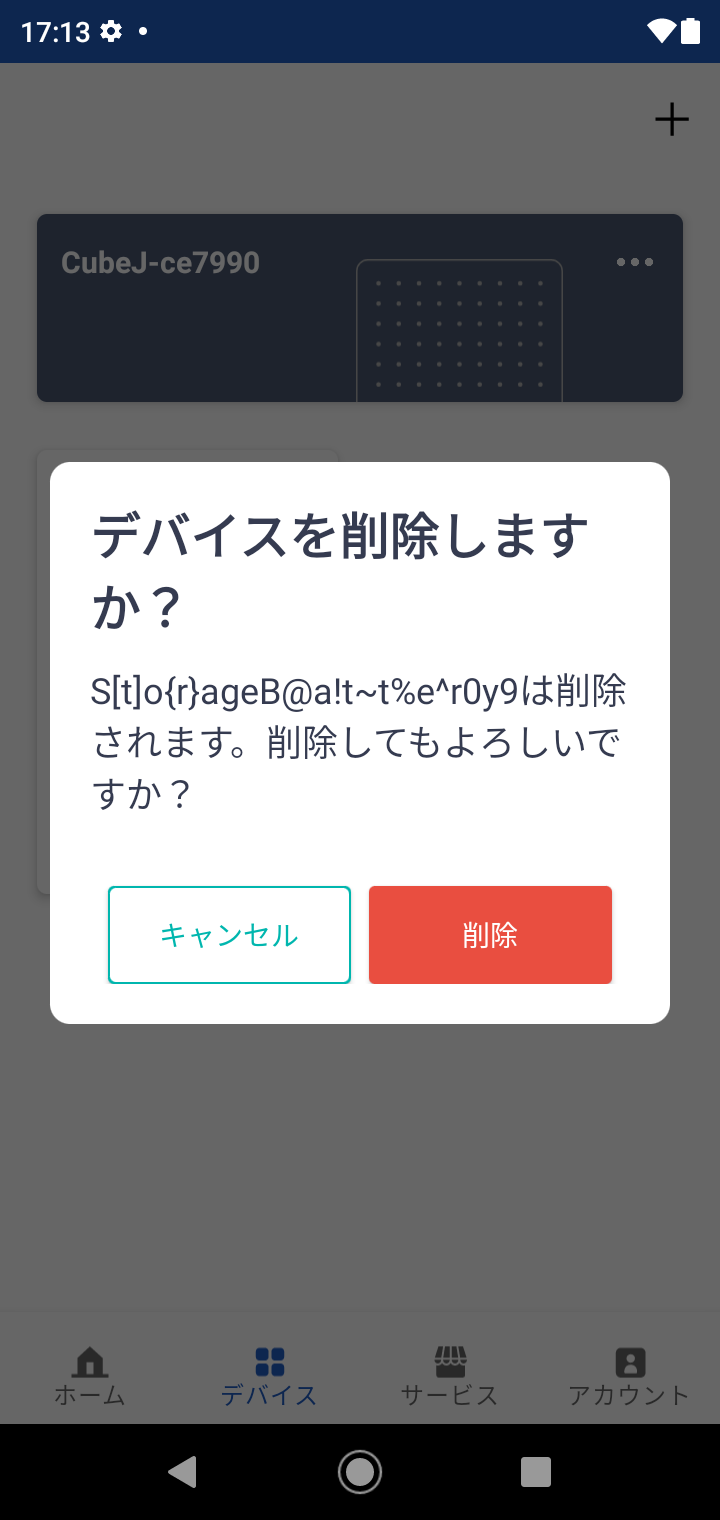 17:13
CubeJ-ce7990
デバイスを削除します
か？
S[t]o{r}ageB@a!t~t%e^r0y9は削除
されます。削除してもよろしいで
すか？
キャンセル
削除
ホーム
デバイス
サービス
アカウント